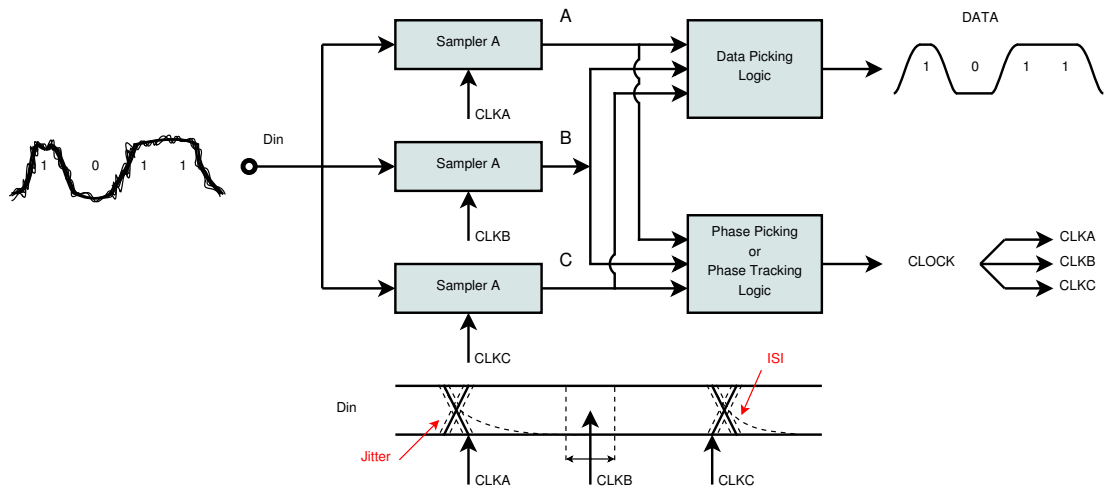 A
DATA
Sampler A
Data Picking
Logic
1 0 1 1
CLKA
Din
B
1 0 1 1
Sampler A
CLKB
Phase Picking
or
Phase Tracking
Logic
C
Sampler A
CLOCK
CLKA
CLKB
CLKC
CLKC
ISI
Din
Jitter
CLKA
CLKB
CLKC